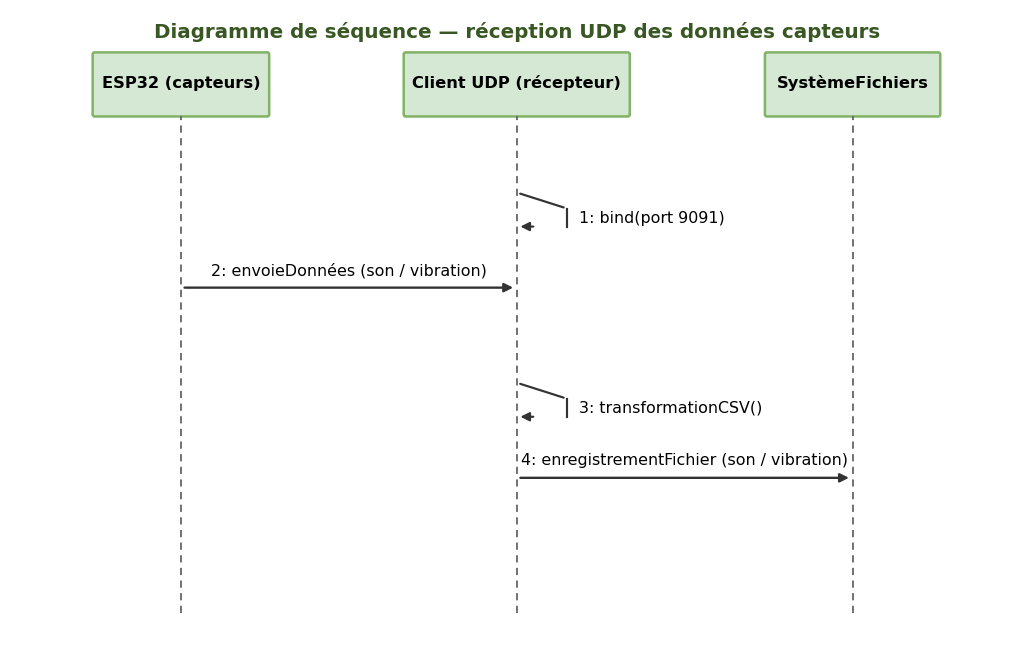 Diagramme de séquence — réception UDP des données capteurs
ESP32 (capteurs)
Client UDP (récepteur)
SystèmeFichiers
1: bind(port 9091)
2: envoieDonnées (son / vibration)
3: transformationCSV()
4: enregistrementFichier (son / vibration)